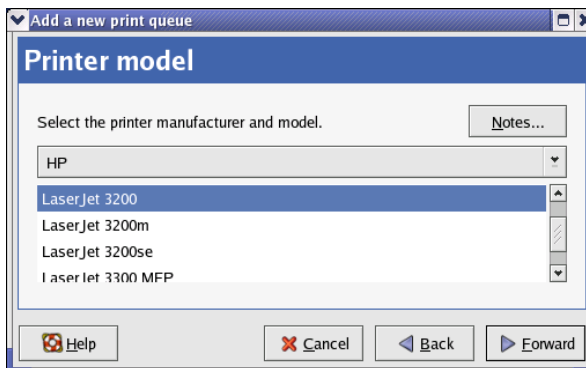 Add a new print queue
Printer model
Select the printer manufacturer and model.
Notes...
HP
LaserJet 3200
LaserJet 3200m
LaserJet 3200se
LaserJet 3300 MFP
Help
Cancel
Back
Forward